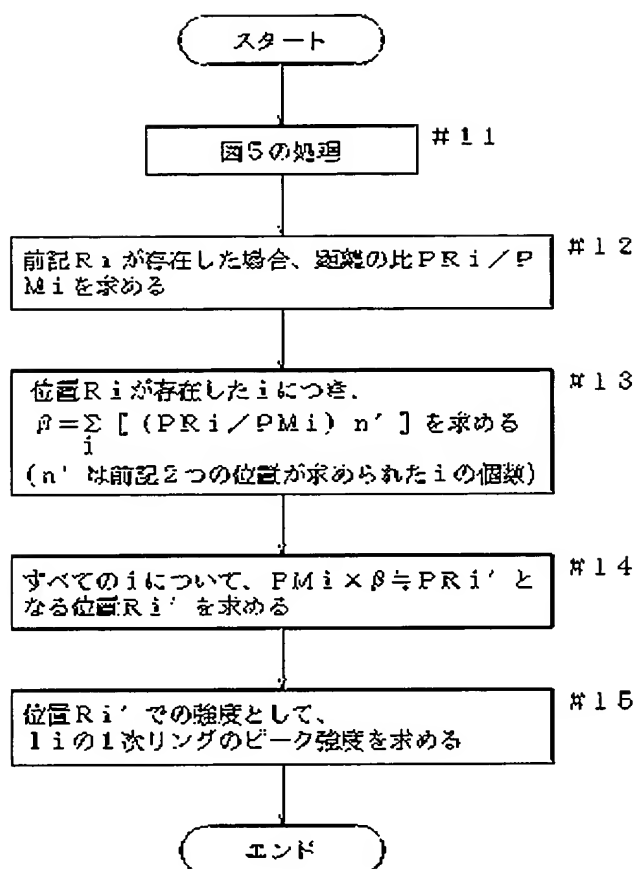 スタート
図5の処理
#11
前記Riが存在した場合、距離の比PRi／P
Miを求める
#12
位置Riが存在したiにつき、
β＝Σ［（PRi／PMi）n'］を求める
i
(n'は前記2つの位置が求められたiの個数)
#13
すべてのiについて、PMi×β≒PRi'と
なる位置Ri'を求める
#14
位置Ri'での強度として、
liの1次リングのピーク強度を求める
#15
エンド